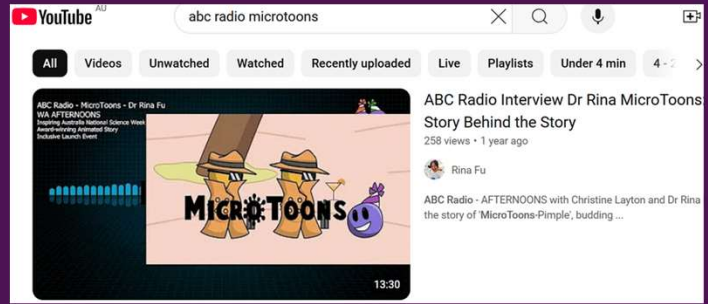 YouTube AU
abc radio microtoons
All Videos Unwatched Watched Recently uploaded Live Playlists Under 4 min 4 - 2
ABC Radio - MicroToons - Dr Rina Fu
WA AFTERNOONS
Inspiring Australia National Science Week
Award-winning Animated Story
Inclusive Launch Event
MICROTOONS
13:30
ABC Radio Interview Dr Rina MicroToons:
Story Behind the Story
258 views • 1 year ago
Rina Fu
ABC Radio - AFTERNOONS with Christine Layton and Dr Rina
the story of 'MicroToons-Pimple', budding ...